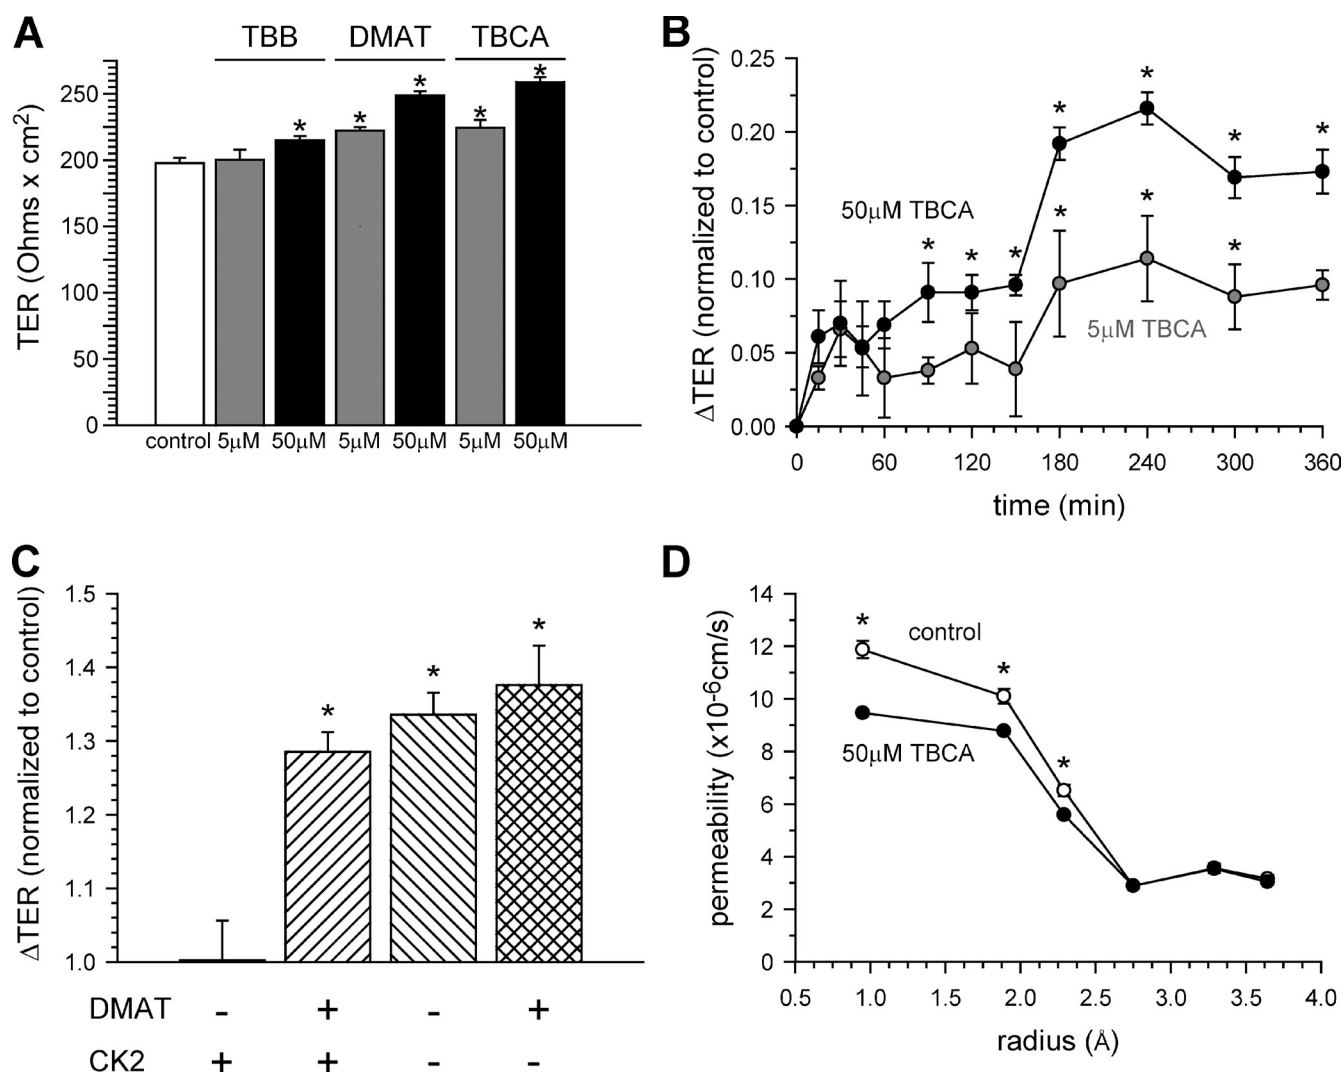 A
TBB DMAT TBCA
TER (Ohms x cm²)
250
200
150
100
50
0
* * * * *
control 5μM 50μM 5μM 50μM 5μM 50μM
B
ΔTER (normalized to control)
0.25
0.20
0.15
0.10
0.05
0.00
50μM TBCA
5μM TBCA
* * * * * * *
* * *
0 60 120 180 240 300 360
time (min)
C
ΔTER (normalized to control)
1.5
1.4
1.3
1.2
1.1
1.0
* * *
DMAT - + - +
CK2 + + - -
D
permeability (x10⁻⁶cm/s)
14
12
10
8
6
4
2
0
* * *
control
50μM TBCA
0.5 1.0 1.5 2.0 2.5 3.0 3.5 4.0
radius (Å)